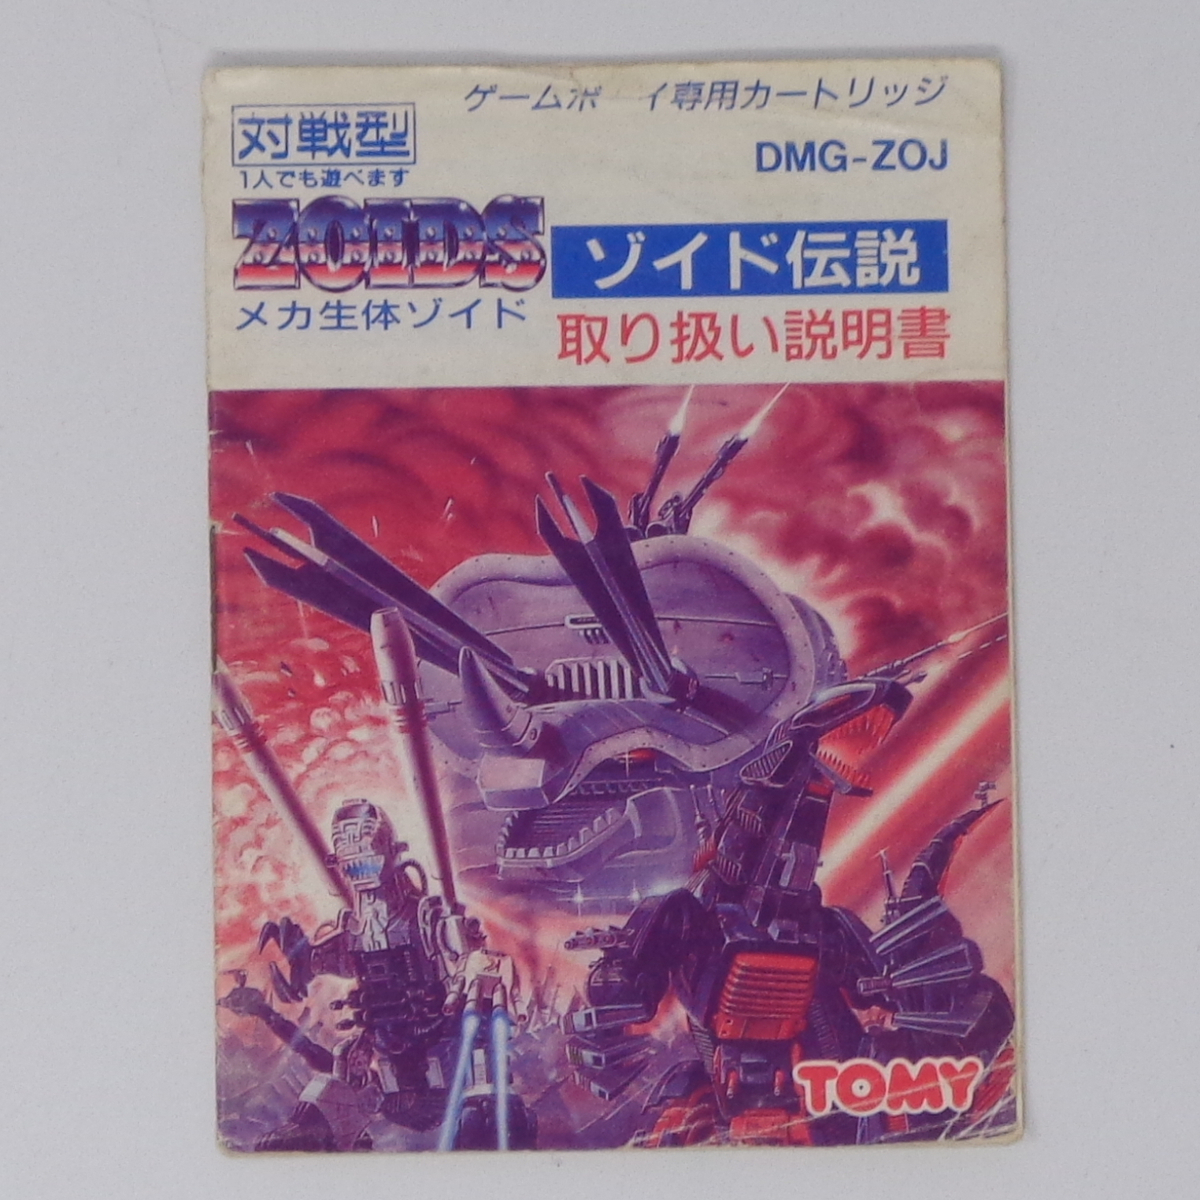 ゲームボーイ専用カートリッジ
対戦型
DMG-ZOJ
1人でも遊べます
ZOIDS
ゾイド伝説
メカ生体ゾイド
取り扱い説明書
TOMY